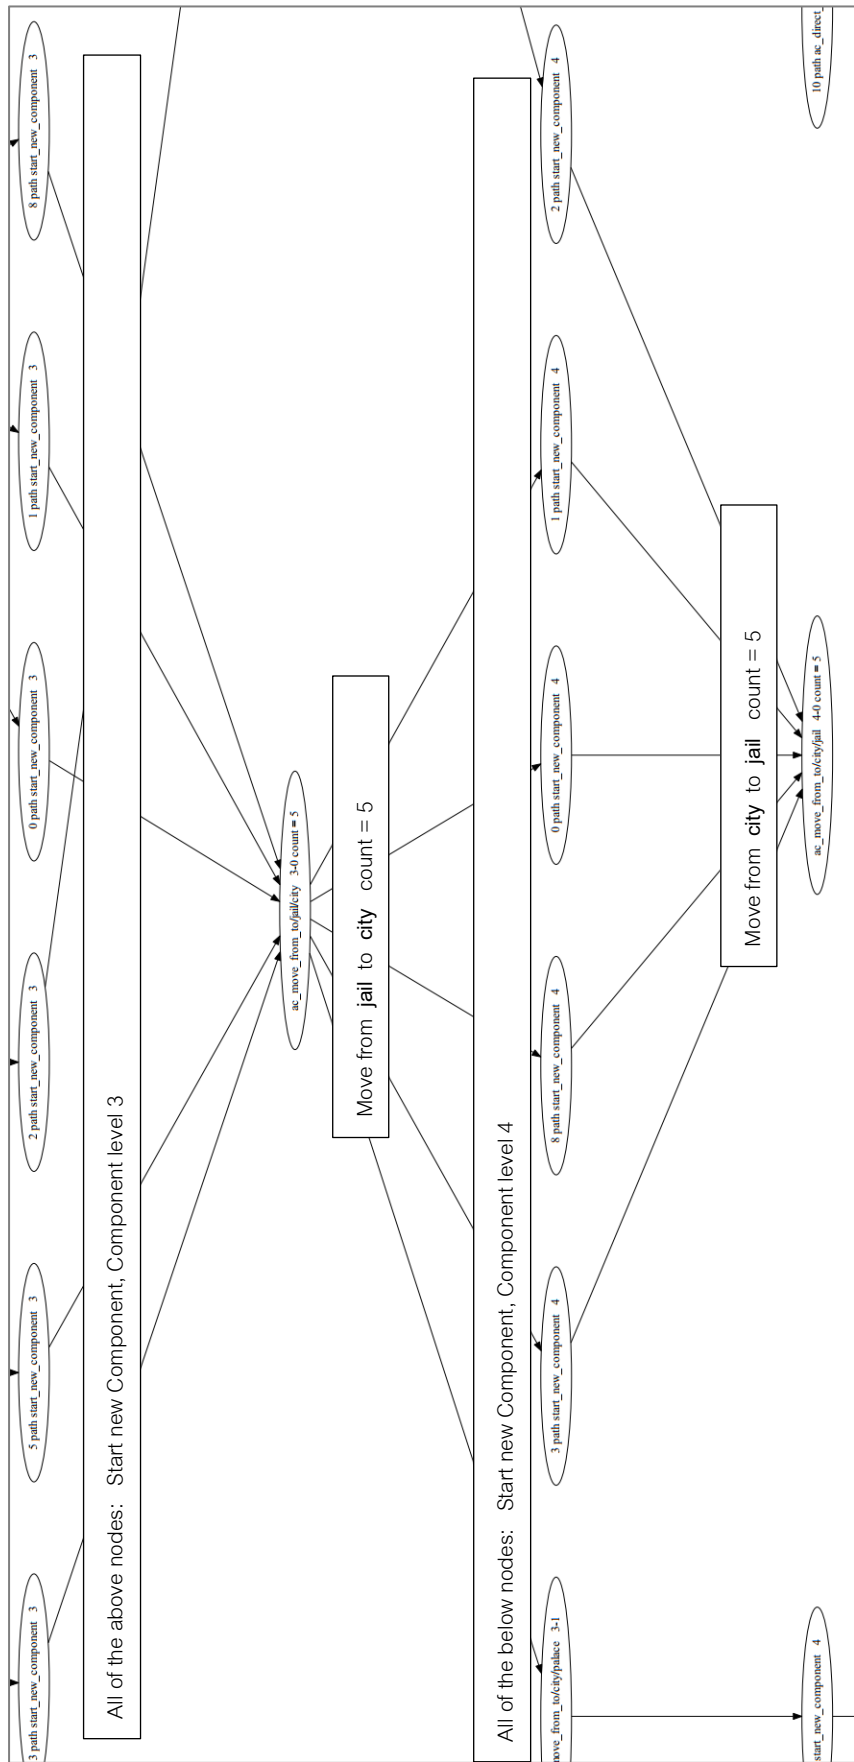 3 path start_new_component 3
5 path start_new_component 3
2 path start_new_component 3
0 path start_new_component 3
1 path start_new_component 3
8 path start_new_component 3
All of the above nodes: Start new Component, Component level 3
ac_move_from_to/jail/city 3-0 count = 5
Move from jail to city count = 5
All of the below nodes: Start new Component, Component level 4
ove_from_to/city/palace 3-1
3 path start_new_component 4
8 path start_new_component 4
0 path start_new_component 4
1 path start_new_component 4
2 path start_new_component 4
Move from city to jail count = 5
start_new_component 4
ac_move_from_to/city/jail 4-0 count = 5
10 path ac_direct_